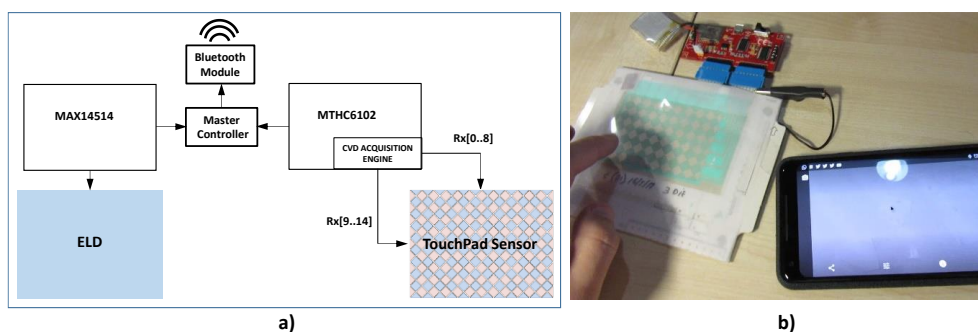 Bluetooth
Module
MAX14514
Master
Controller
MTHC6102
CVD ACQUISITION
ENGINE
Rx[0..8]
Rx[9..14]
ELD
TouchPad Sensor
a)
b)